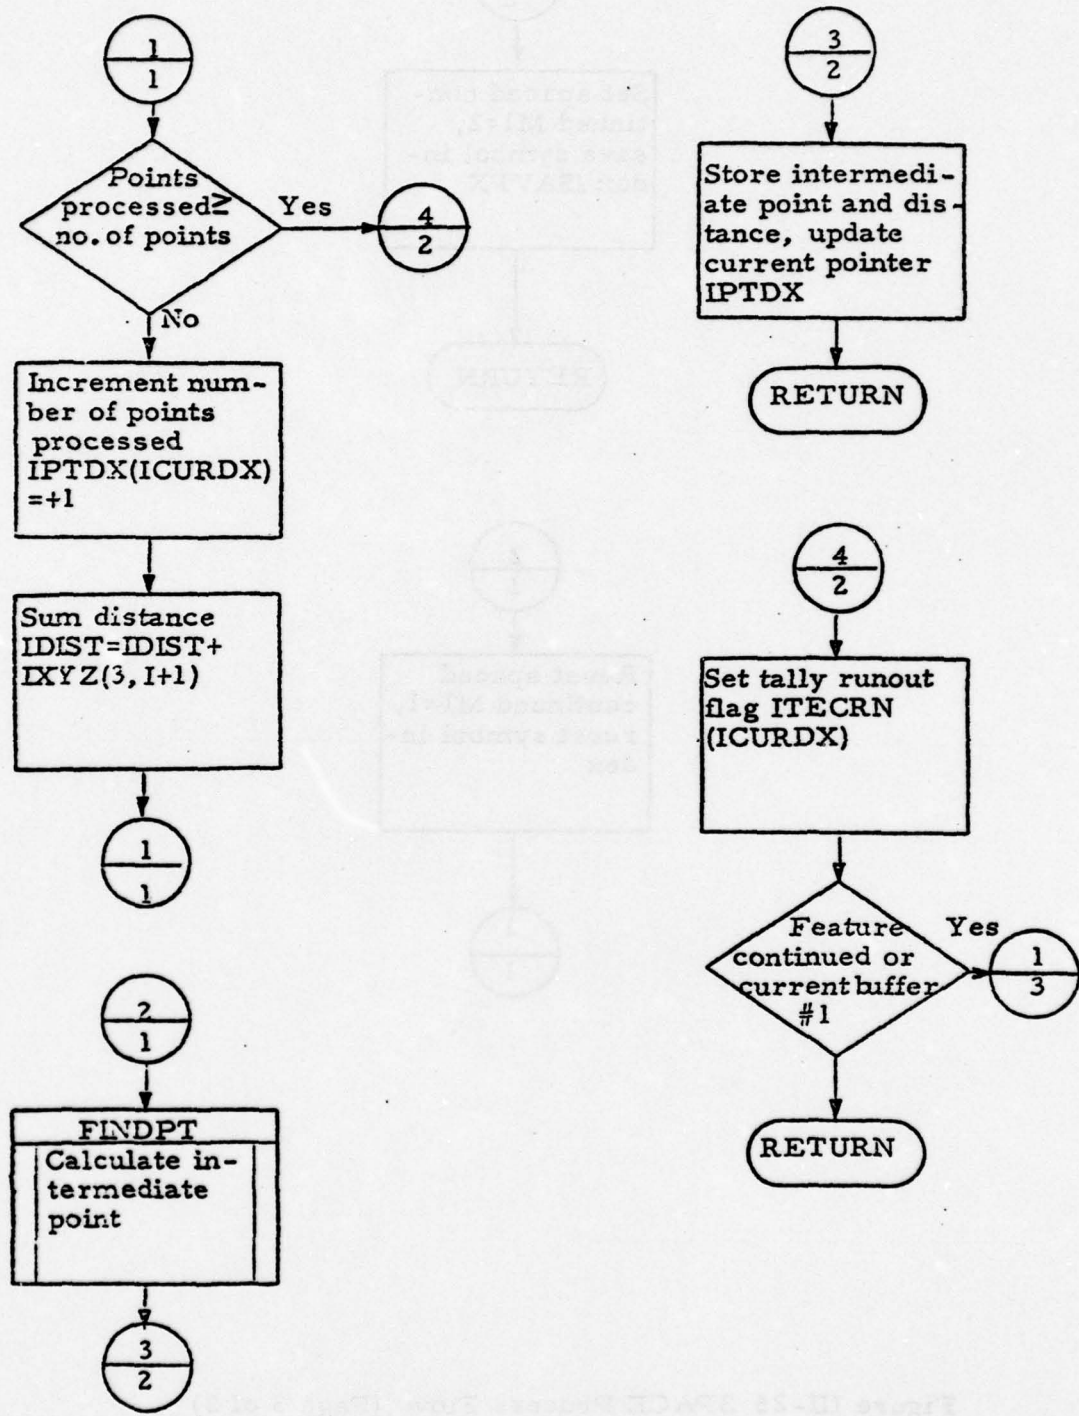 1
1
Points
processed≥
no. of points
Yes
4
2
No
Increment num-
ber of points
processed
IPTDX(ICURDX)
=+1
Sum distance
IDIST=IDIST+
IXYZ(3, I+1)
1
1
2
1
FINDPT
Calculate in-
termediate
point
3
2
3
2
Store intermedi-
ate point and dis-
tance, update
current pointer
IPTDX
RETURN
4
2
Set tally runout
flag ITECRN
(ICURDX)
Feature
continued or
current buffer
#1
Yes
1
3
RETURN